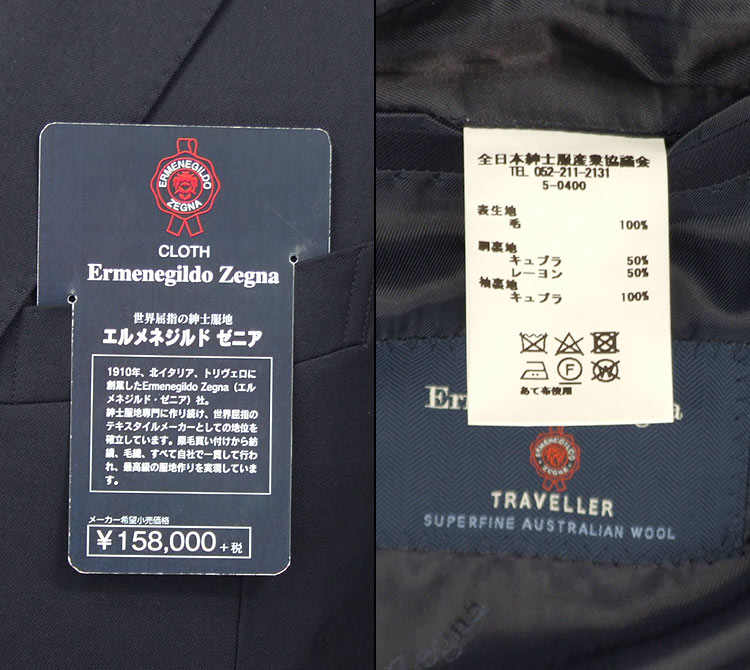 ERMENEGILDO
ZEGNA
CLOTH
Ermenegildo Zegna
世界屈指の紳士服地
エルメネジルド ゼニア
1910年、北イタリア、トリヴェロに
創業したErmenegildo Zegna（エル
メネジルド・ゼニア）社。
紳士服地専門に作り続け、世界屈指の
テキスタイルメーカーとしての地位を
確立しています。原毛買い付けから紡
績、毛織、すべて自社で一貫して行わ
れ、最高級の服地作りを実現していま
す。
メーカー希望小売価格
¥158,000+税
全日本紳士服産業協議会
TEL 052-211-2131
5-0400
表生地
毛 100%
胴裏地
キュプラ 50%
レーヨン 50%
袖裏地
キュプラ 100%
F
W
あて布使用
ERMENEGILDO
ZEGNA
TRAVELLER
SUPERFINE AUSTRALIAN WOOL